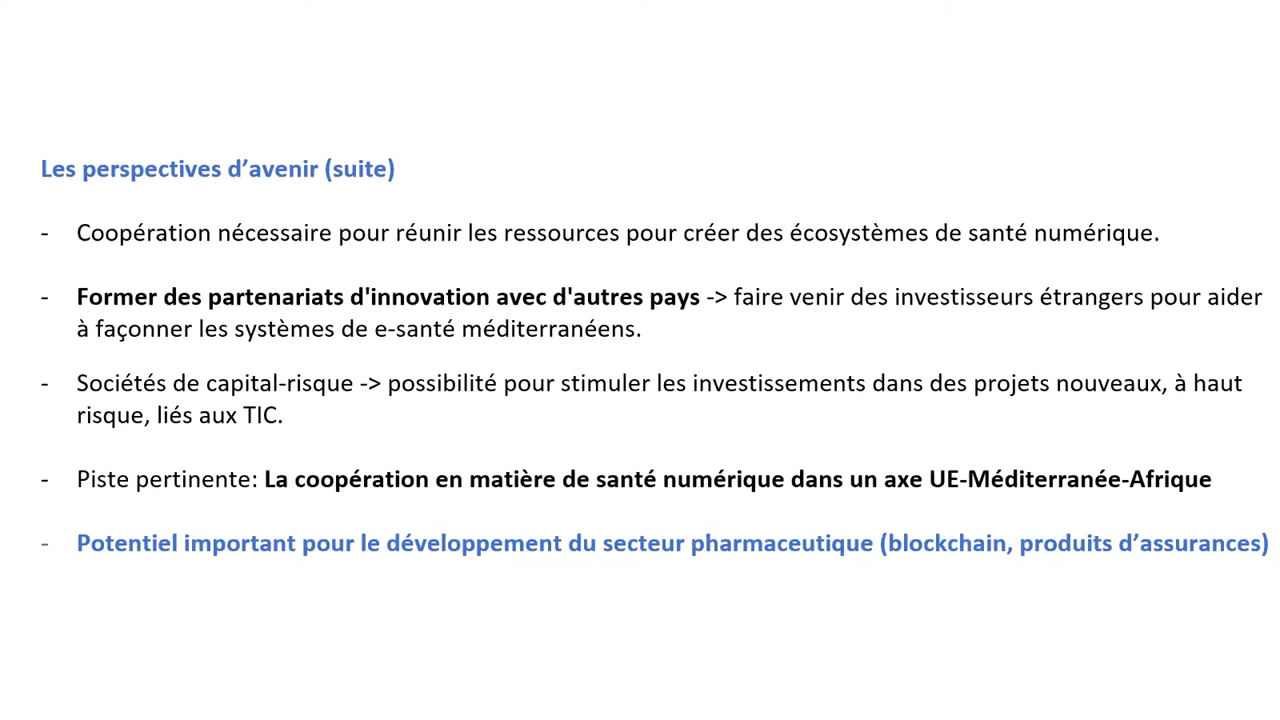 Les perspectives d’avenir (suite)
- Coopération nécessaire pour réunir les ressources pour créer des écosystèmes de santé numérique.
- Former des partenariats d'innovation avec d'autres pays -> faire venir des investisseurs étrangers pour aider
à façonner les systèmes de e-santé méditerranéens.
- Sociétés de capital-risque -> possibilité pour stimuler les investissements dans des projets nouveaux, à haut
risque, liés aux TIC.
- Piste pertinente: La coopération en matière de santé numérique dans un axe UE-Méditerranée-Afrique
- Potentiel important pour le développement du secteur pharmaceutique (blockchain, produits d’assurances)